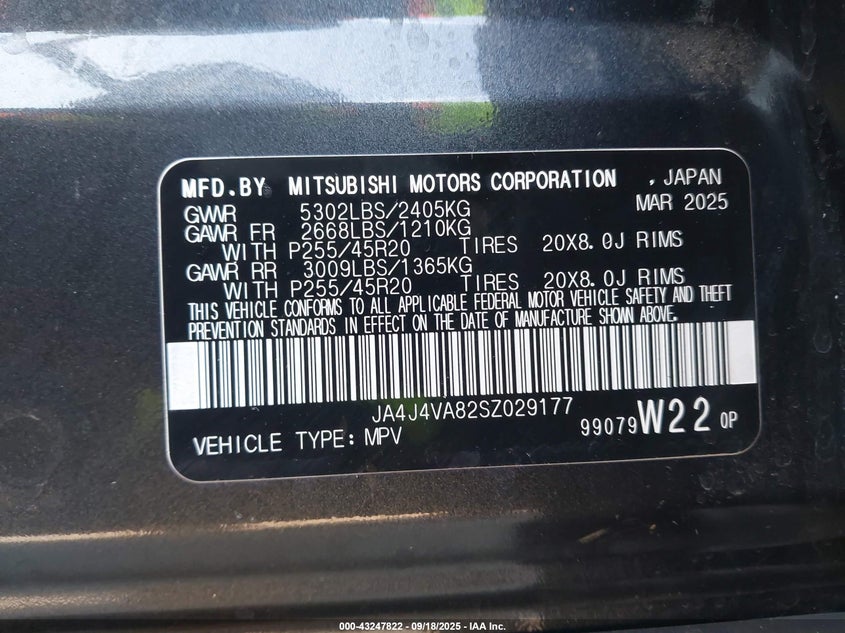 MFD.BY MITSUBISHI MOTORS CORPORATION , JAPAN
GVWR 5302LBS/2405KG MAR 2025
GAWR FR 2668LBS/1210KG
WITH P255/45R20 TIRES 20X8.0J RIMS
GAWR RR 3009LBS/1365KG
WITH P255/45R20 TIRES 20X8.0J RIMS
THIS VEHICLE CONFORMS TO ALL APPLICABLE FEDERAL MOTOR VEHICLE SAFETY AND THEFT
PREVENTION STANDARDS IN EFFECT ON THE DATE OF MANUFACTURE SHOWN ABOVE.
JA4J4VA82SZ029177
VEHICLE TYPE: MPV 99079 W22 0P
000-43247822 - 09/18/2025 - IAA Inc.